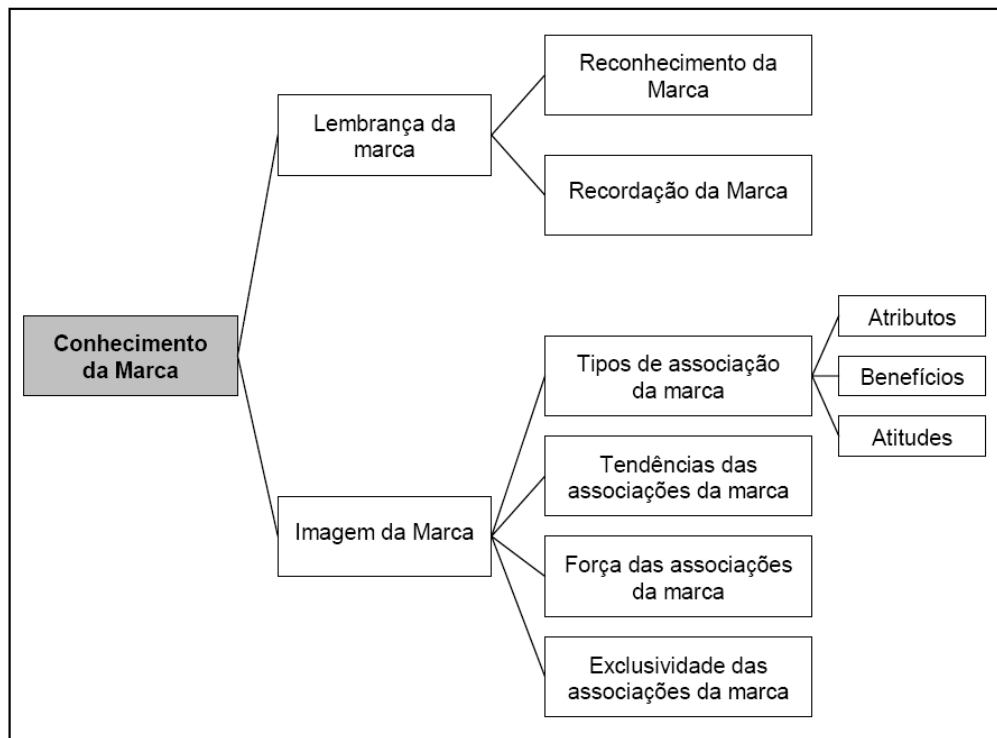 Conhecimento
da Marca
Lembrança da
marca
Reconhecimento da
Marca
Recordação da Marca
Imagem da Marca
Tipos de associação
da marca
Atributos
Benefícios
Atitudes
Tendências das
associações da marca
Força das associações
da marca
Exclusividade das
associações da marca